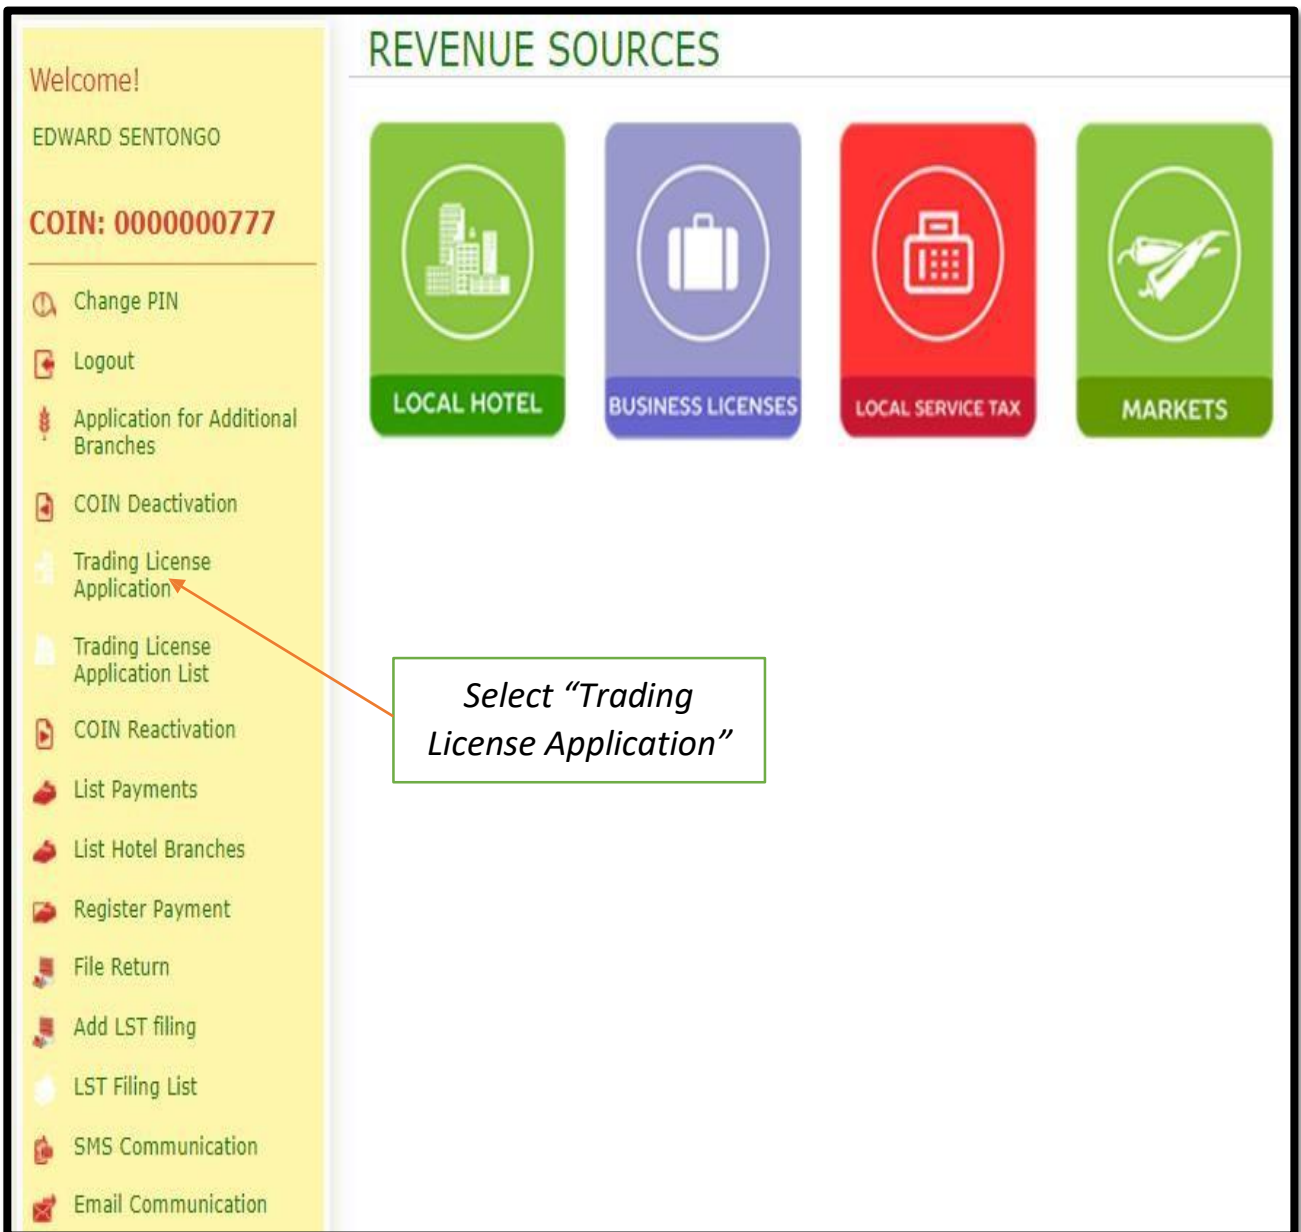 Welcome!
EDWARD SENTONGO
COIN: 0000000777
Change PIN
Logout
Application for Additional
Branches
COIN Deactivation
Trading License
Application
Trading License
Application List
COIN Reactivation
List Payments
List Hotel Branches
Register Payment
File Return
Add LST filing
LST Filing List
SMS Communication
Email Communication
REVENUE SOURCES
LOCAL HOTEL
BUSINESS LICENSES
LOCAL SERVICE TAX
MARKETS
Select “Trading
License Application”